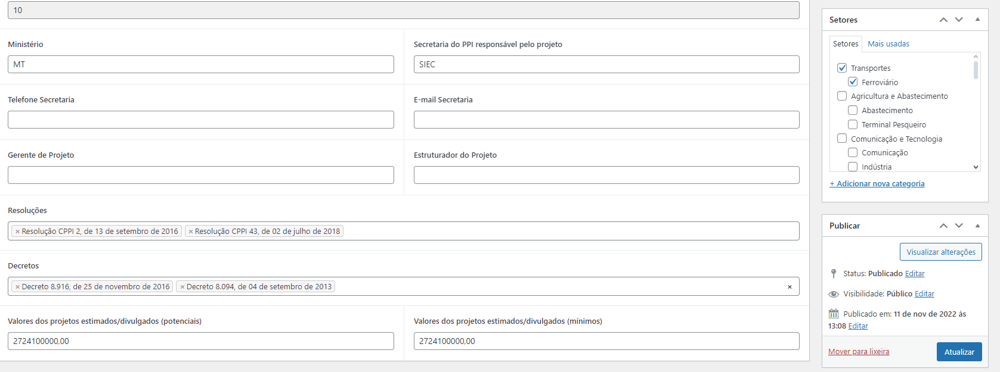 10
Ministério
MT
Secretaria do PPI responsável pelo projeto
SIEC
Telefone Secretaria
E-mail Secretaria
Gerente de Projeto
Estruturador do Projeto
Resoluções
× Resolução CPPI 2, de 13 de setembro de 2016 × Resolução CPPI 43, de 02 de julho de 2018
Decretos
× Decreto 8.916, de 25 de novembro de 2016 × Decreto 8.094, de 04 de setembro de 2013 ×
Valores dos projetos estimados/divulgados (potenciais)
2724100000,00
Valores dos projetos estimados/divulgados (mínimos)
2724100000,00
Setores
Setores Mais usadas
Transportes
Ferroviário
Agricultura e Abastecimento
Abastecimento
Terminal Pesqueiro
Comunicação e Tecnologia
Comunicação
Indústria
+ Adicionar nova categoria
Publicar
Visualizar alterações
Status: Publicado Editar
Visibilidade: Público Editar
Publicado em: 11 de nov de 2022 às
13:08 Editar
Mover para lixeira Atualizar